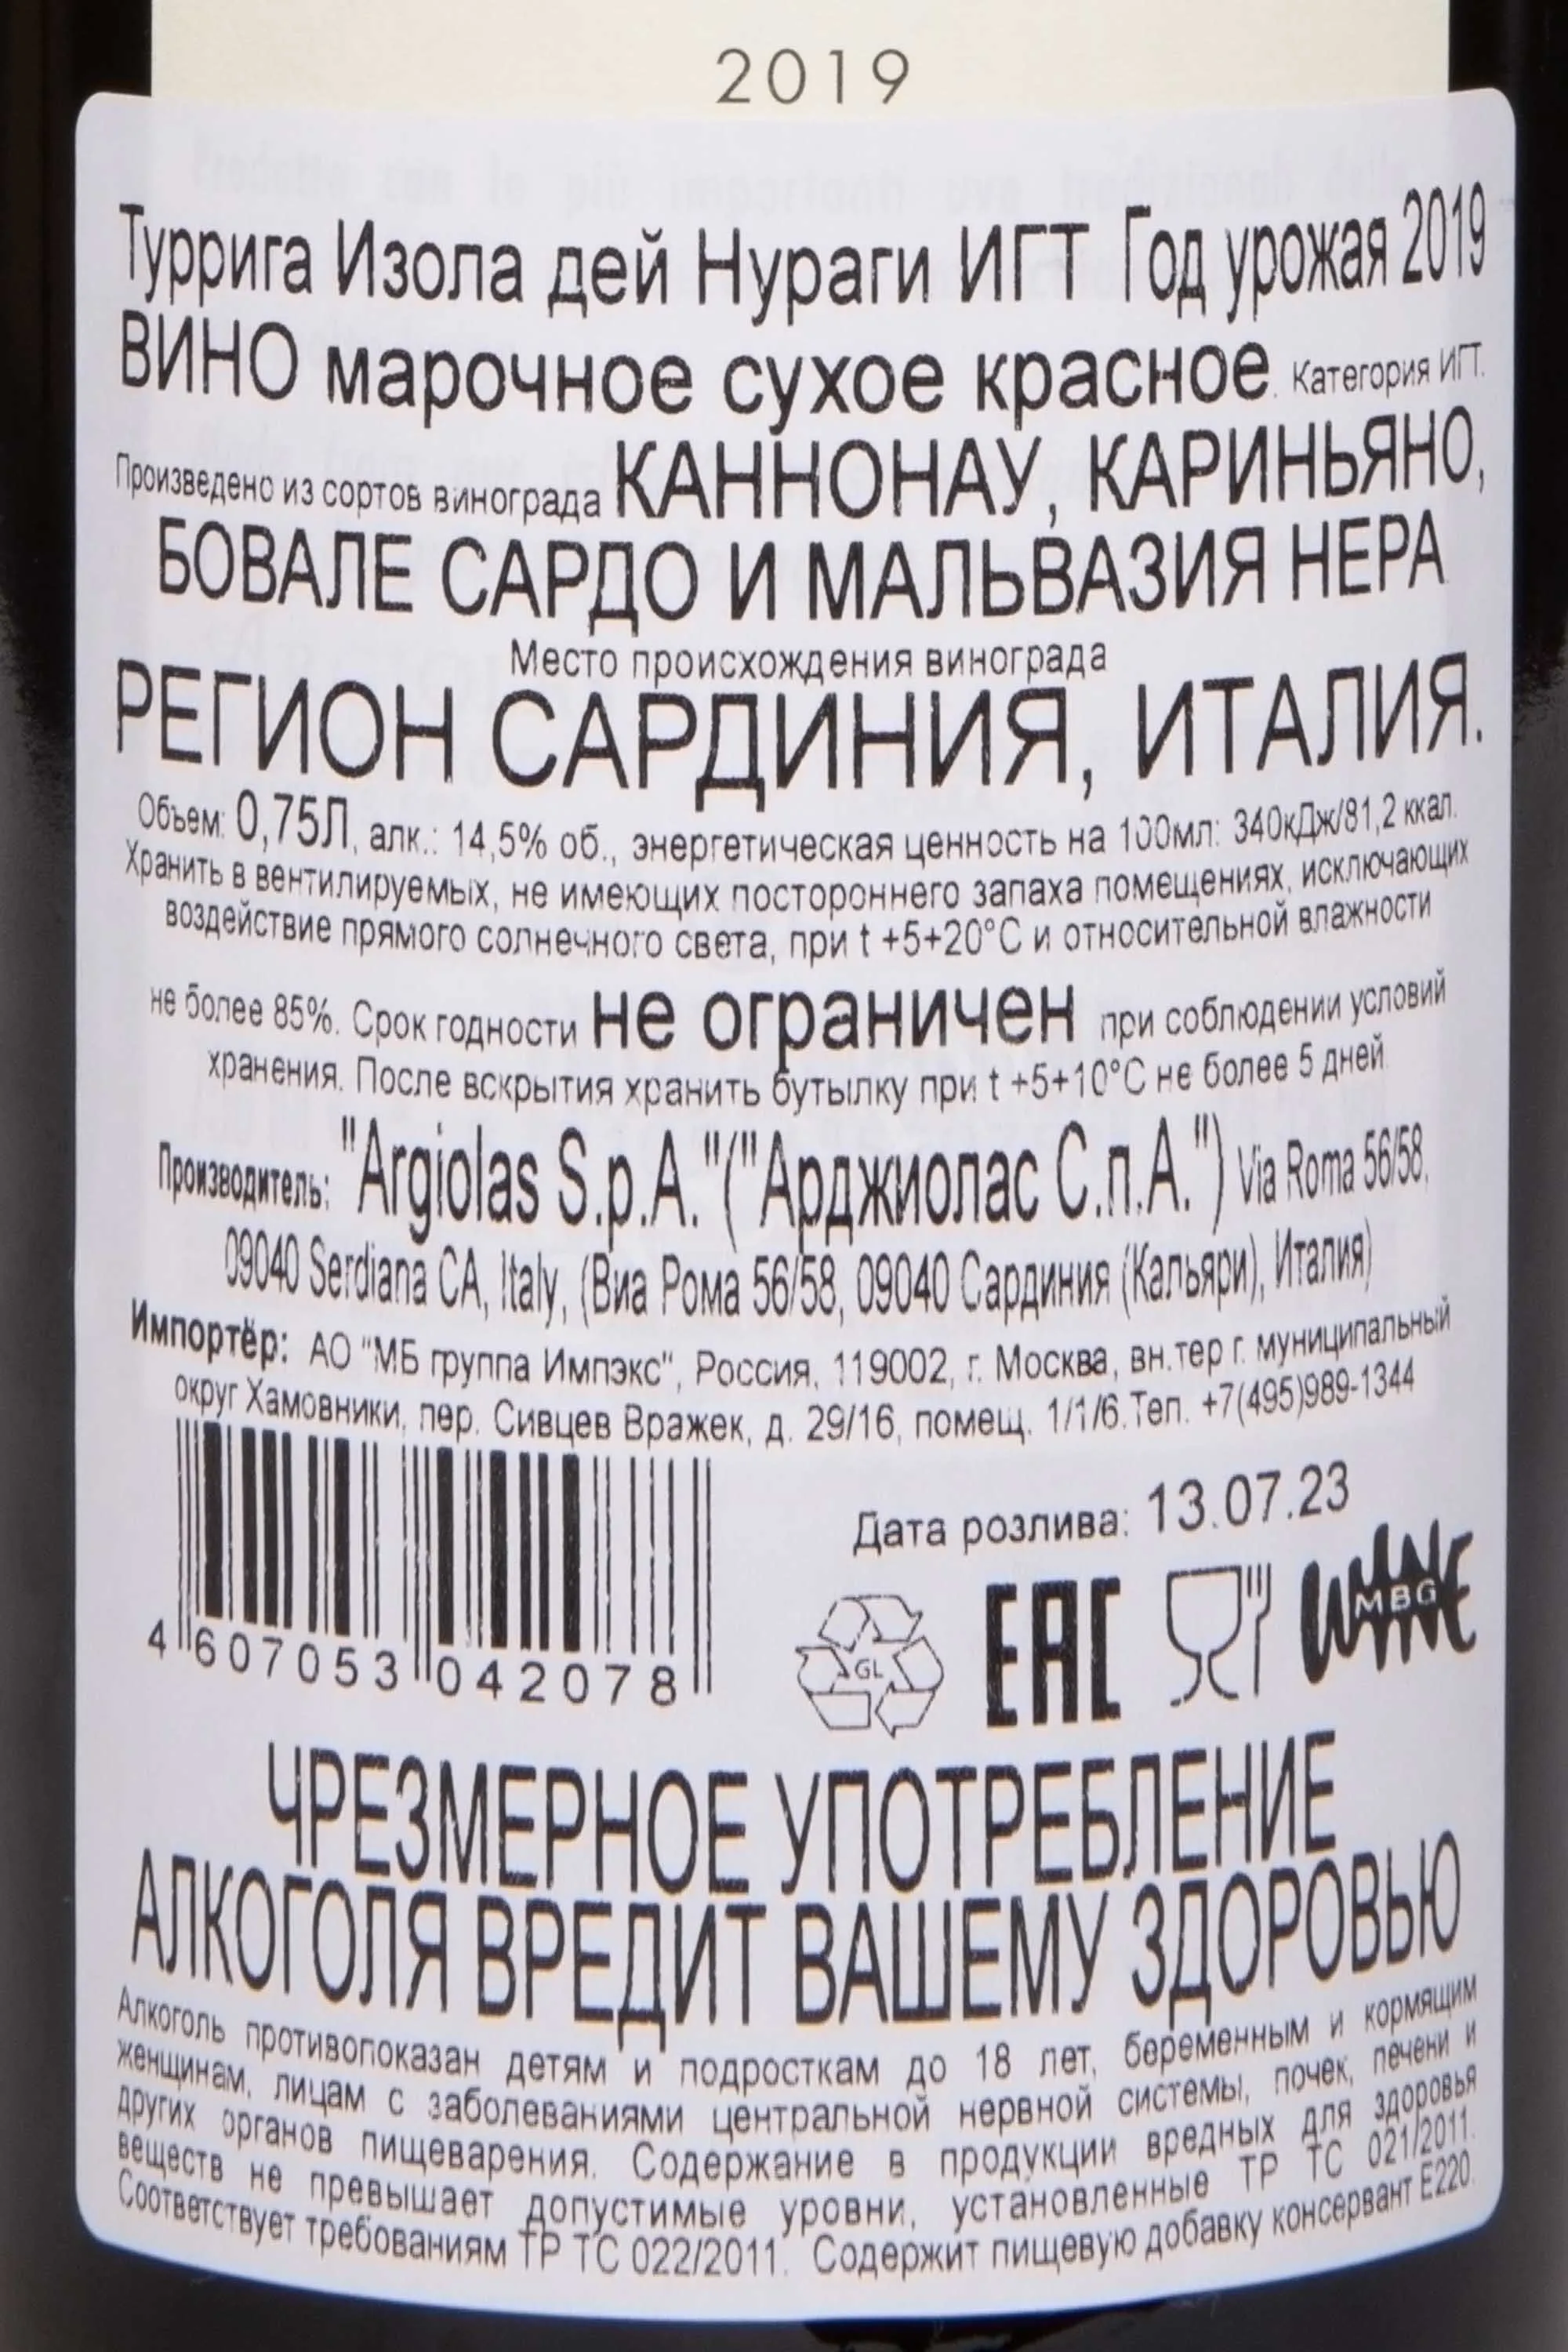 2019
Туррига Изола дей Нураги ИГТ Год урожая 2019
ВИНО марочное сухое красное. Категория ИГТ.
Произведено из сортов винограда КАННОНАУ, КАРИНЬЯНО,
БОВАЛЕ САРДО И МАЛЬВАЗИЯ НЕРА
Место происхождения винограда
РЕГИОН САРДИНИЯ, ИТАЛИЯ.
Объем: 0,75Л, алк.: 14,5% об., энергетическая ценность на 100мл: 340кДж/81,2 ккал.
Хранить в вентилируемых, не имеющих постороннего запаха помещениях, исключающих
воздействие прямого солнечного света, при t +5+20°С и относительной влажности
не более 85%. Срок годности не ограничен при соблюдении условий
хранения. После вскрытия хранить бутылку при t +5+10°С не более 5 дней.
Производитель: "Argiolas S.p.A."("Арджиолас С.п.А.") Via Roma 56/58,
09040 Serdiana CA, Italy, (Виа Рома 56/58, 09040 Сардиния (Кальяри), Италия)
Импортёр: АО "МБ группа Импэкс", Россия, 119002, г. Москва, вн.тер г. муниципальный
округ Хамовники, пер. Сивцев Вражек, д. 29/16, помещ. 1/1/6.Тел. +7(495)989-1344
Дата розлива: 13.07.23
4 607053 042078
GL EAC WINE MBG
ЧРЕЗМЕРНОЕ УПОТРЕБЛЕНИЕ
АЛКОГОЛЯ ВРЕДИТ ВАШЕМУ ЗДОРОВЬЮ
Алкоголь противопоказан детям и подросткам до 18 лет, беременным и кормящим
женщинам, лицам с заболеваниями центральной нервной системы, почек, печени и
других органов пищеварения. Содержание в продукции вредных для здоровья
веществ не превышает допустимые уровни, установленные ТР ТС 021/2011.
Соответствует требованиям ТР ТС 022/2011. Содержит пищевую добавку консервант Е220.